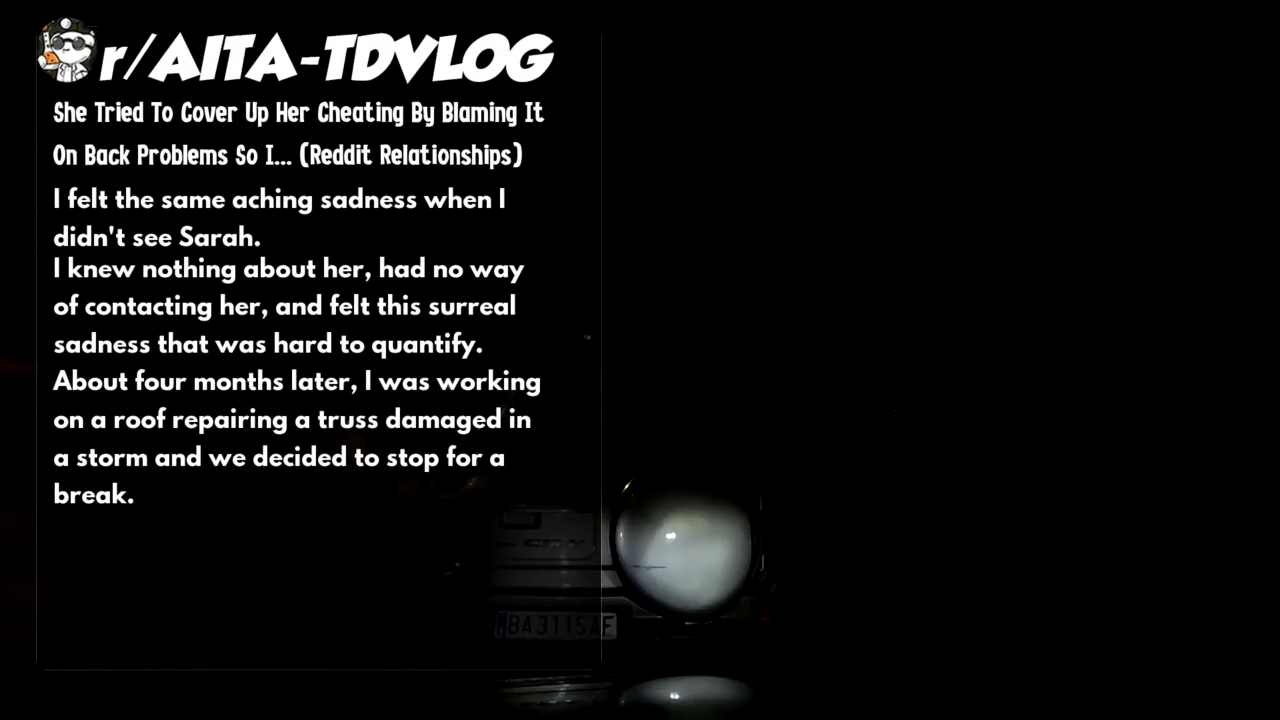 r/AITA-TDVLOG
She Tried To Cover Up Her Cheating By Blaming It
On Back Problems So I... (Reddit Relationships)
I felt the same aching sadness when I
didn't see Sarah.
I knew nothing about her, had no way
of contacting her, and felt this surreal
sadness that was hard to quantify.
About four months later, I was working
on a roof repairing a truss damaged in
a storm and we decided to stop for a
break.
BA3115AF